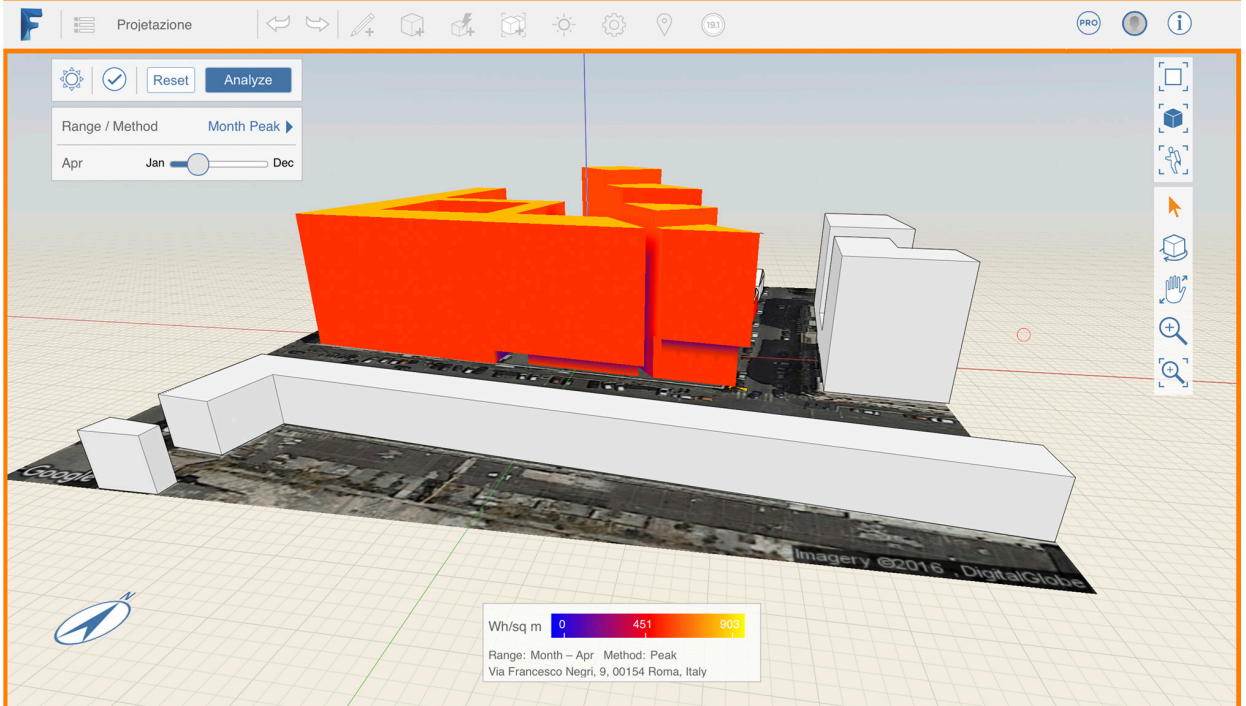 Projetazione
19.1
PRO
Reset
Analyze
Range / Method
Month Peak
Apr
Jan
Dec
Google
Imagery ©2016 , DigitalGlobe
N
Wh/sq m
0
451
903
Range: Month – Apr Method: Peak
Via Francesco Negri, 9, 00154 Roma, Italy